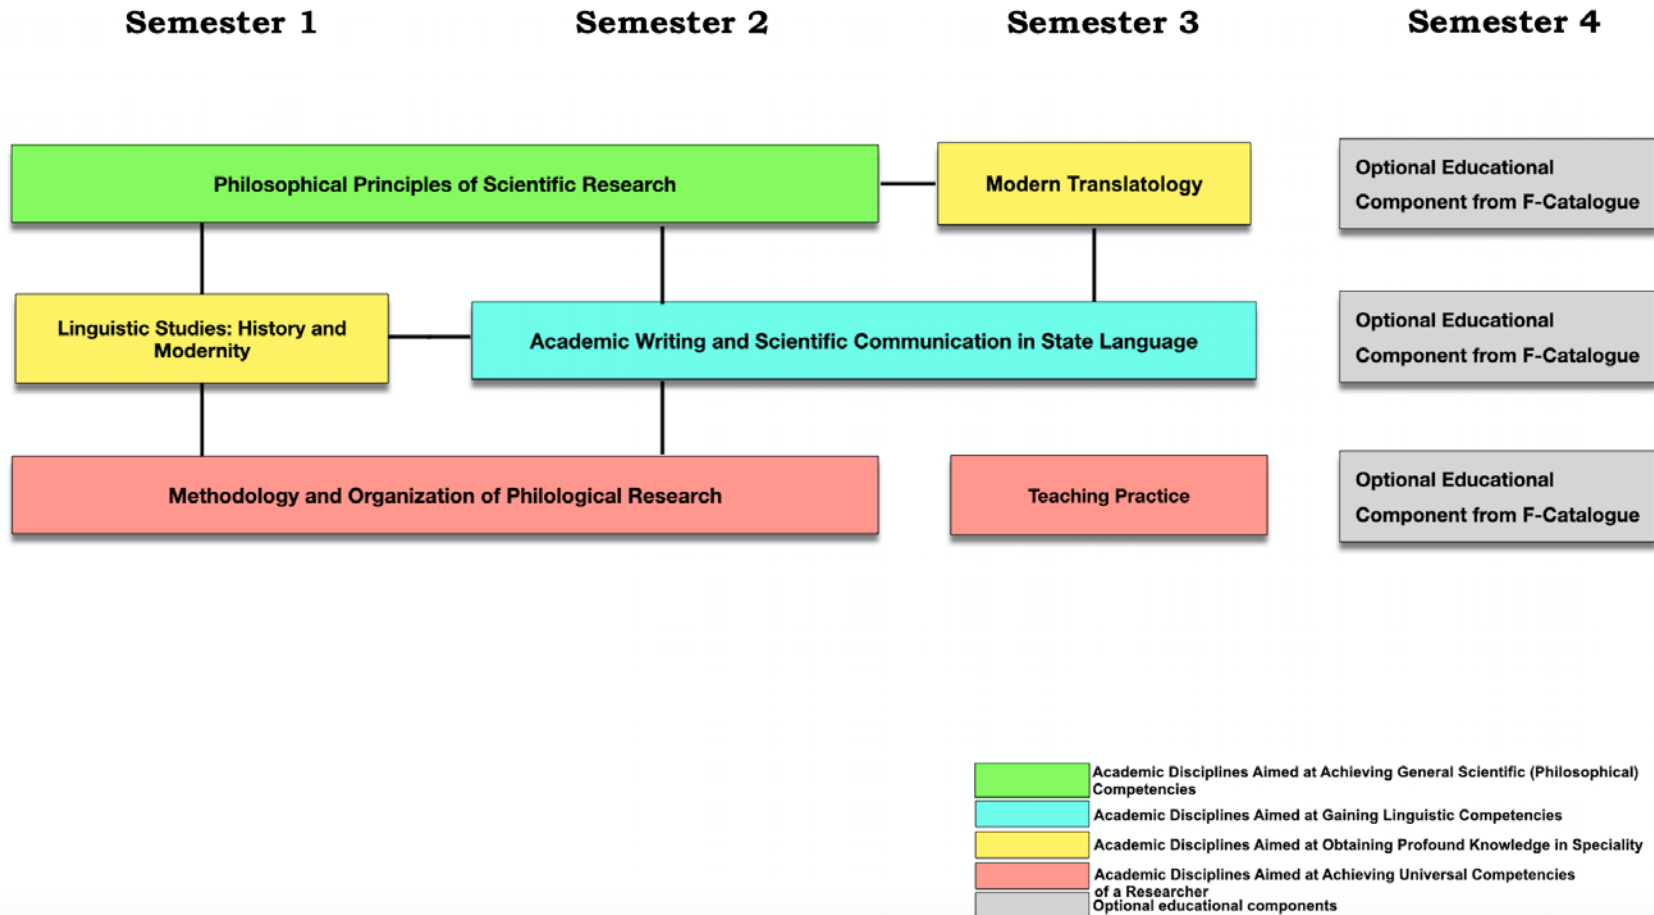 Semester 1
Semester 2
Semester 3
Semester 4
Philosophical Principles of Scientific Research
Modern Translatology
Optional Educational
Component from F-Catalogue
Linguistic Studies: History and
Modernity
Academic Writing and Scientific Communication in State Language
Optional Educational
Component from F-Catalogue
Methodology and Organization of Philological Research
Teaching Practice
Optional Educational
Component from F-Catalogue
Academic Disciplines Aimed at Achieving General Scientific (Philosophical)
Competencies
Academic Disciplines Aimed at Gaining Linguistic Competencies
Academic Disciplines Aimed at Obtaining Profound Knowledge in Speciality
Academic Disciplines Aimed at Achieving Universal Competencies
of a Researcher
Optional educational components